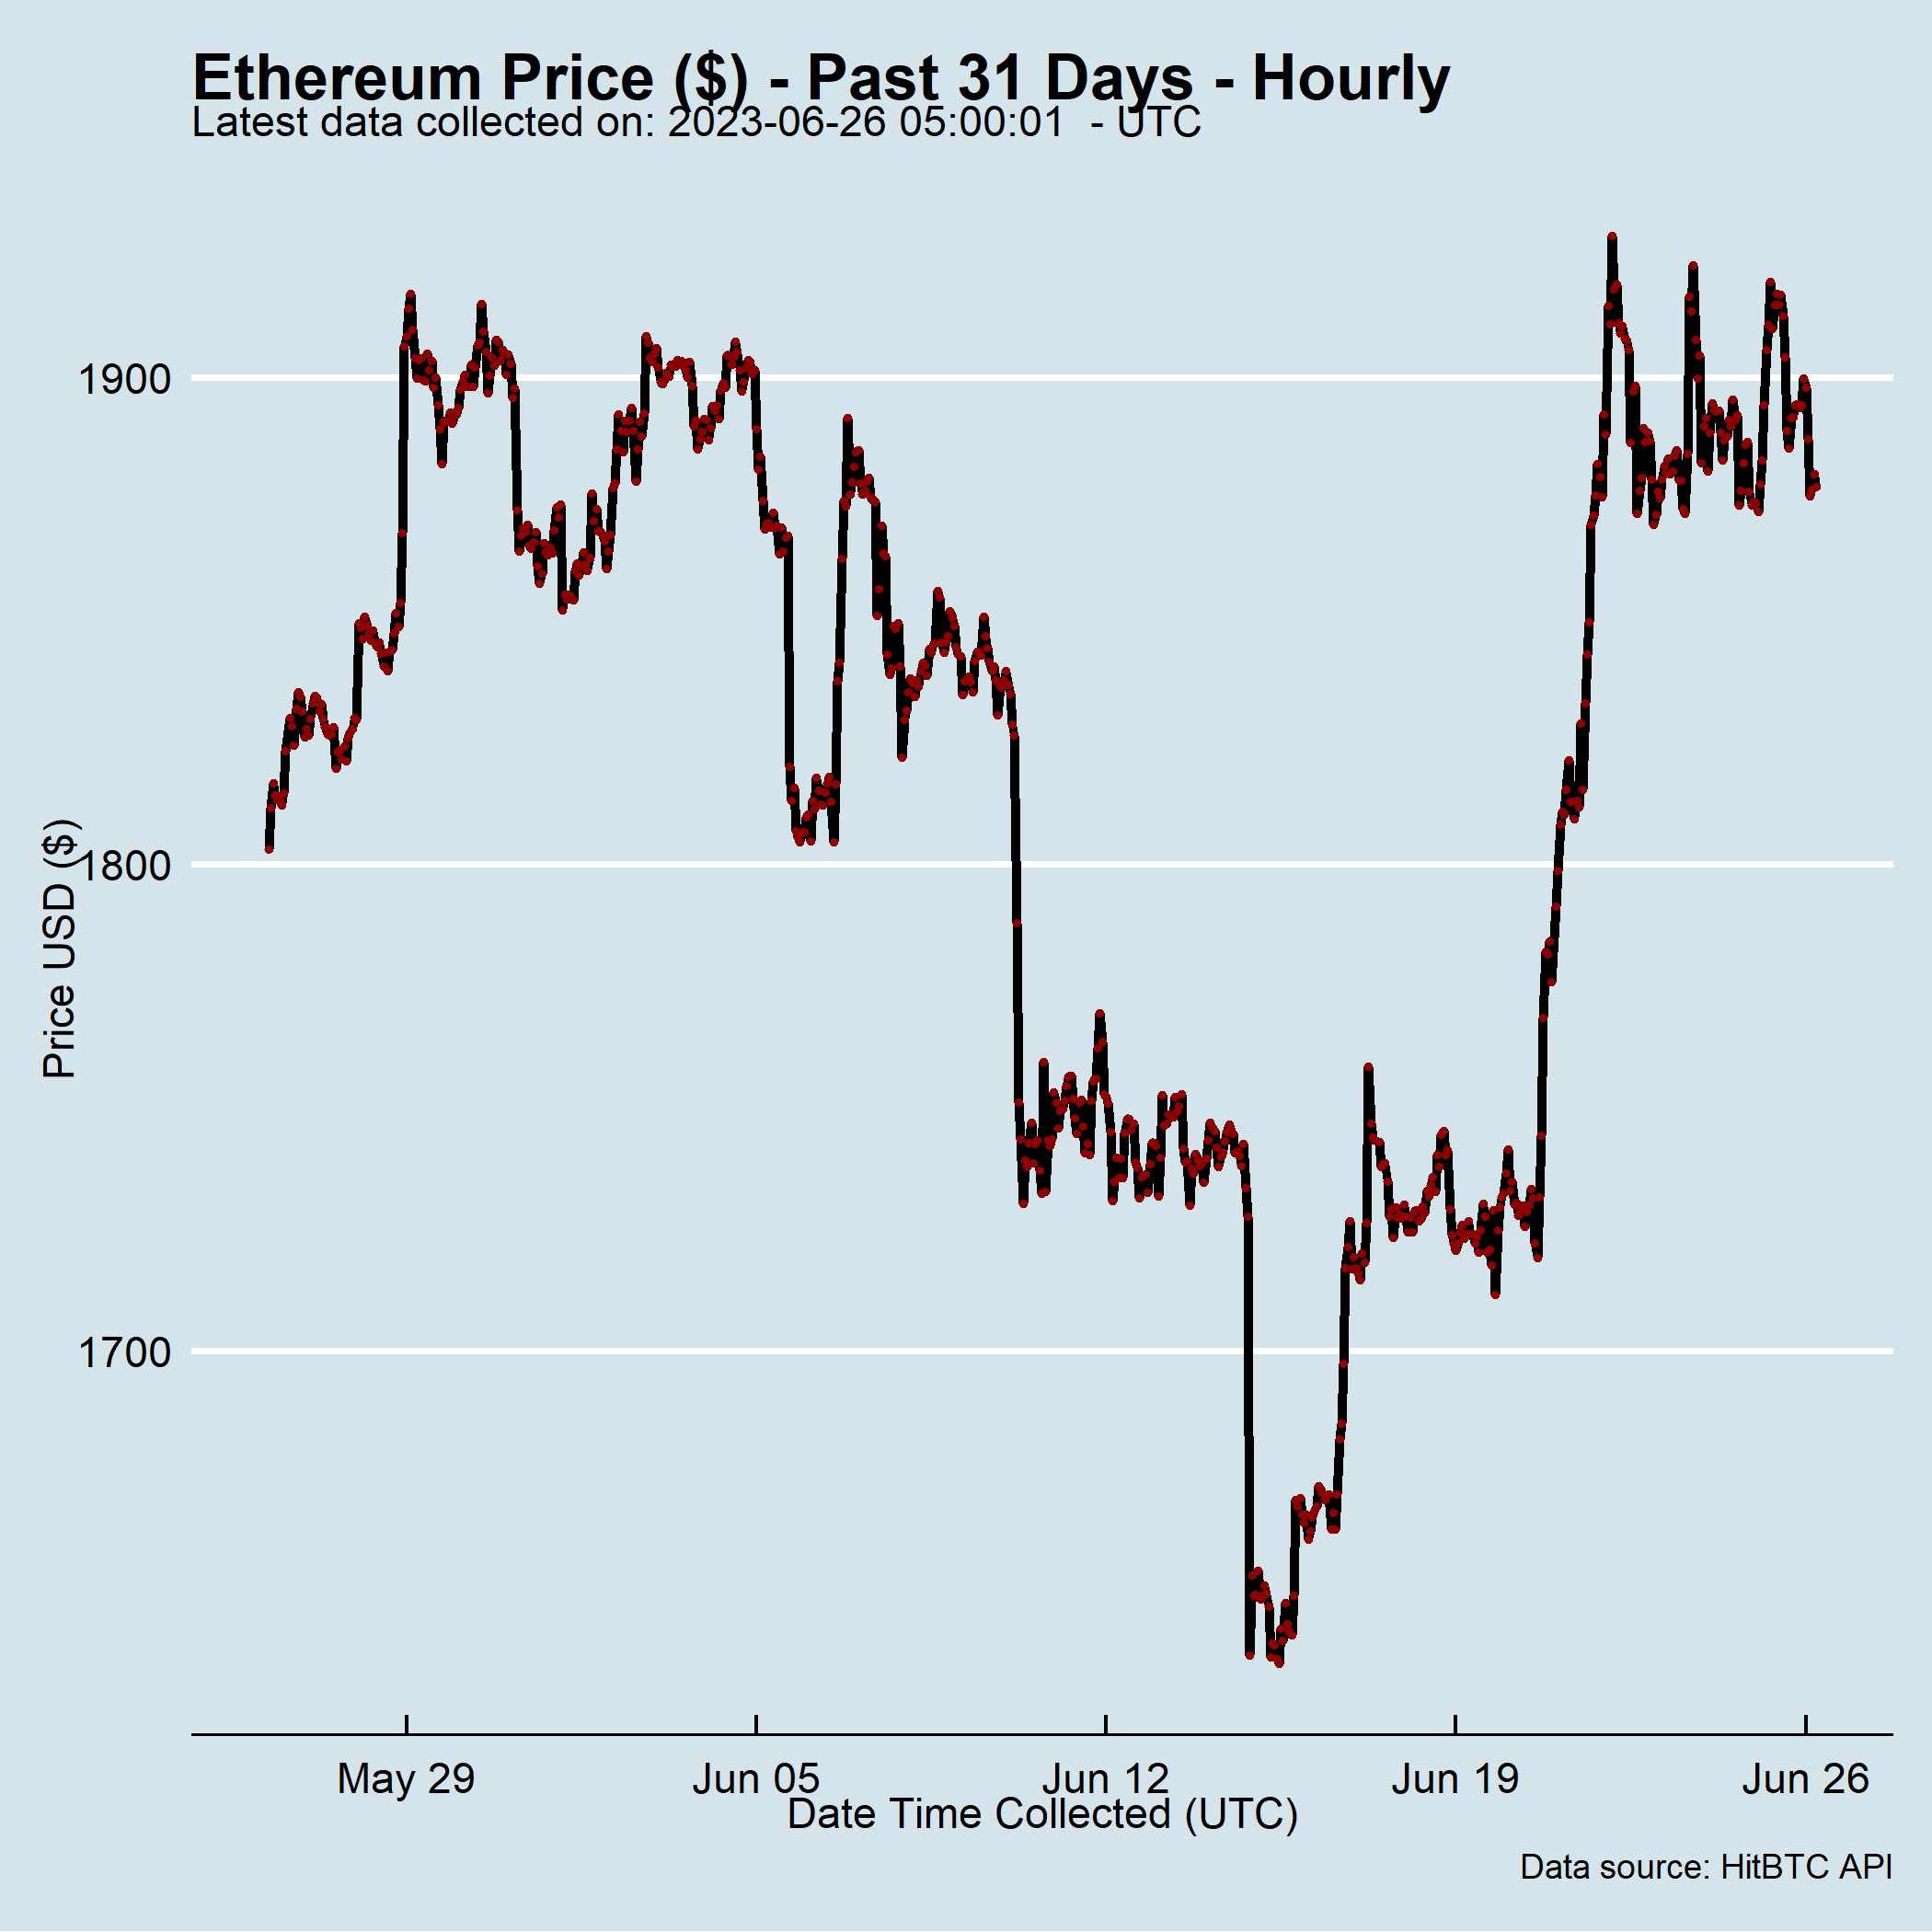 Ethereum Price ($) - Past 31 Days - Hourly
Latest data collected on: 2023-06-26 05:00:01  - UTC
1900
1800
1700
Price USD ($)
May 29
Jun 05
Jun 12
Jun 19
Jun 26
Date Time Collected (UTC)
Data source: HitBTC API